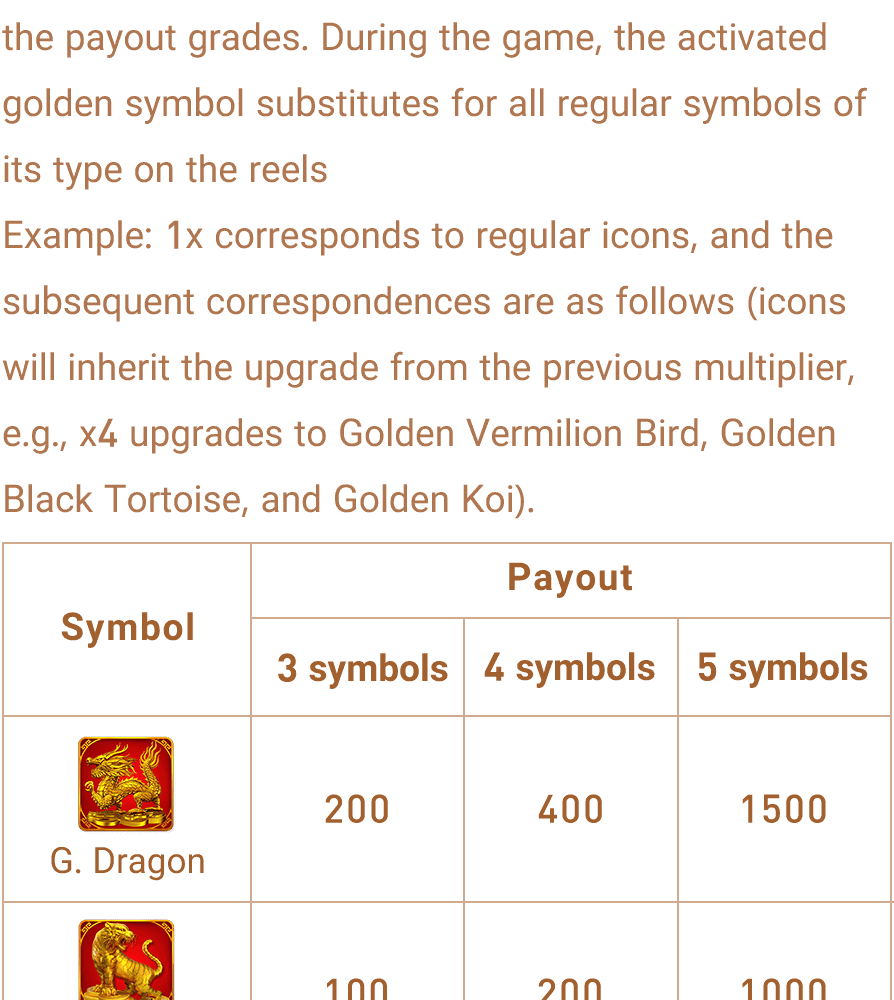 the payout grades. During the game, the activated
golden symbol substitutes for all regular symbols of
its type on the reels
Example: 1x corresponds to regular icons, and the
subsequent correspondences are as follows (icons
will inherit the upgrade from the previous multiplier,
e.g., x4 upgrades to Golden Vermilion Bird, Golden
Black Tortoise, and Golden Koi).
Symbol
Payout
3 symbols
4 symbols
5 symbols
G. Dragon
200
400
1500
100
200
1000